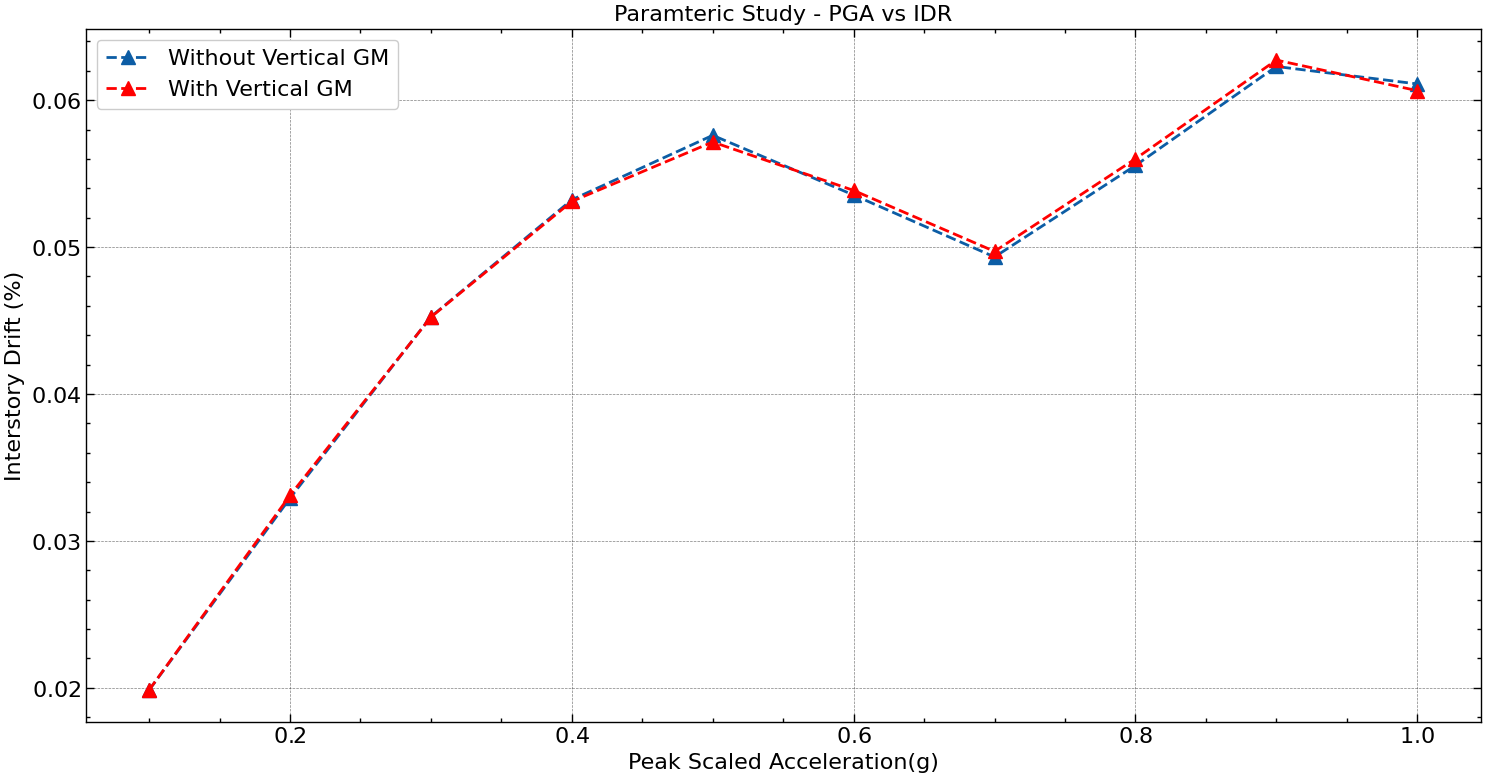 Paramteric Study - PGA vs IDR
Without Vertical GM
With Vertical GM
0.06
0.05
0.04
0.03
0.02
Interstory Drift (%)
0.2 0.4 0.6 0.8 1.0
Peak Scaled Acceleration(g)